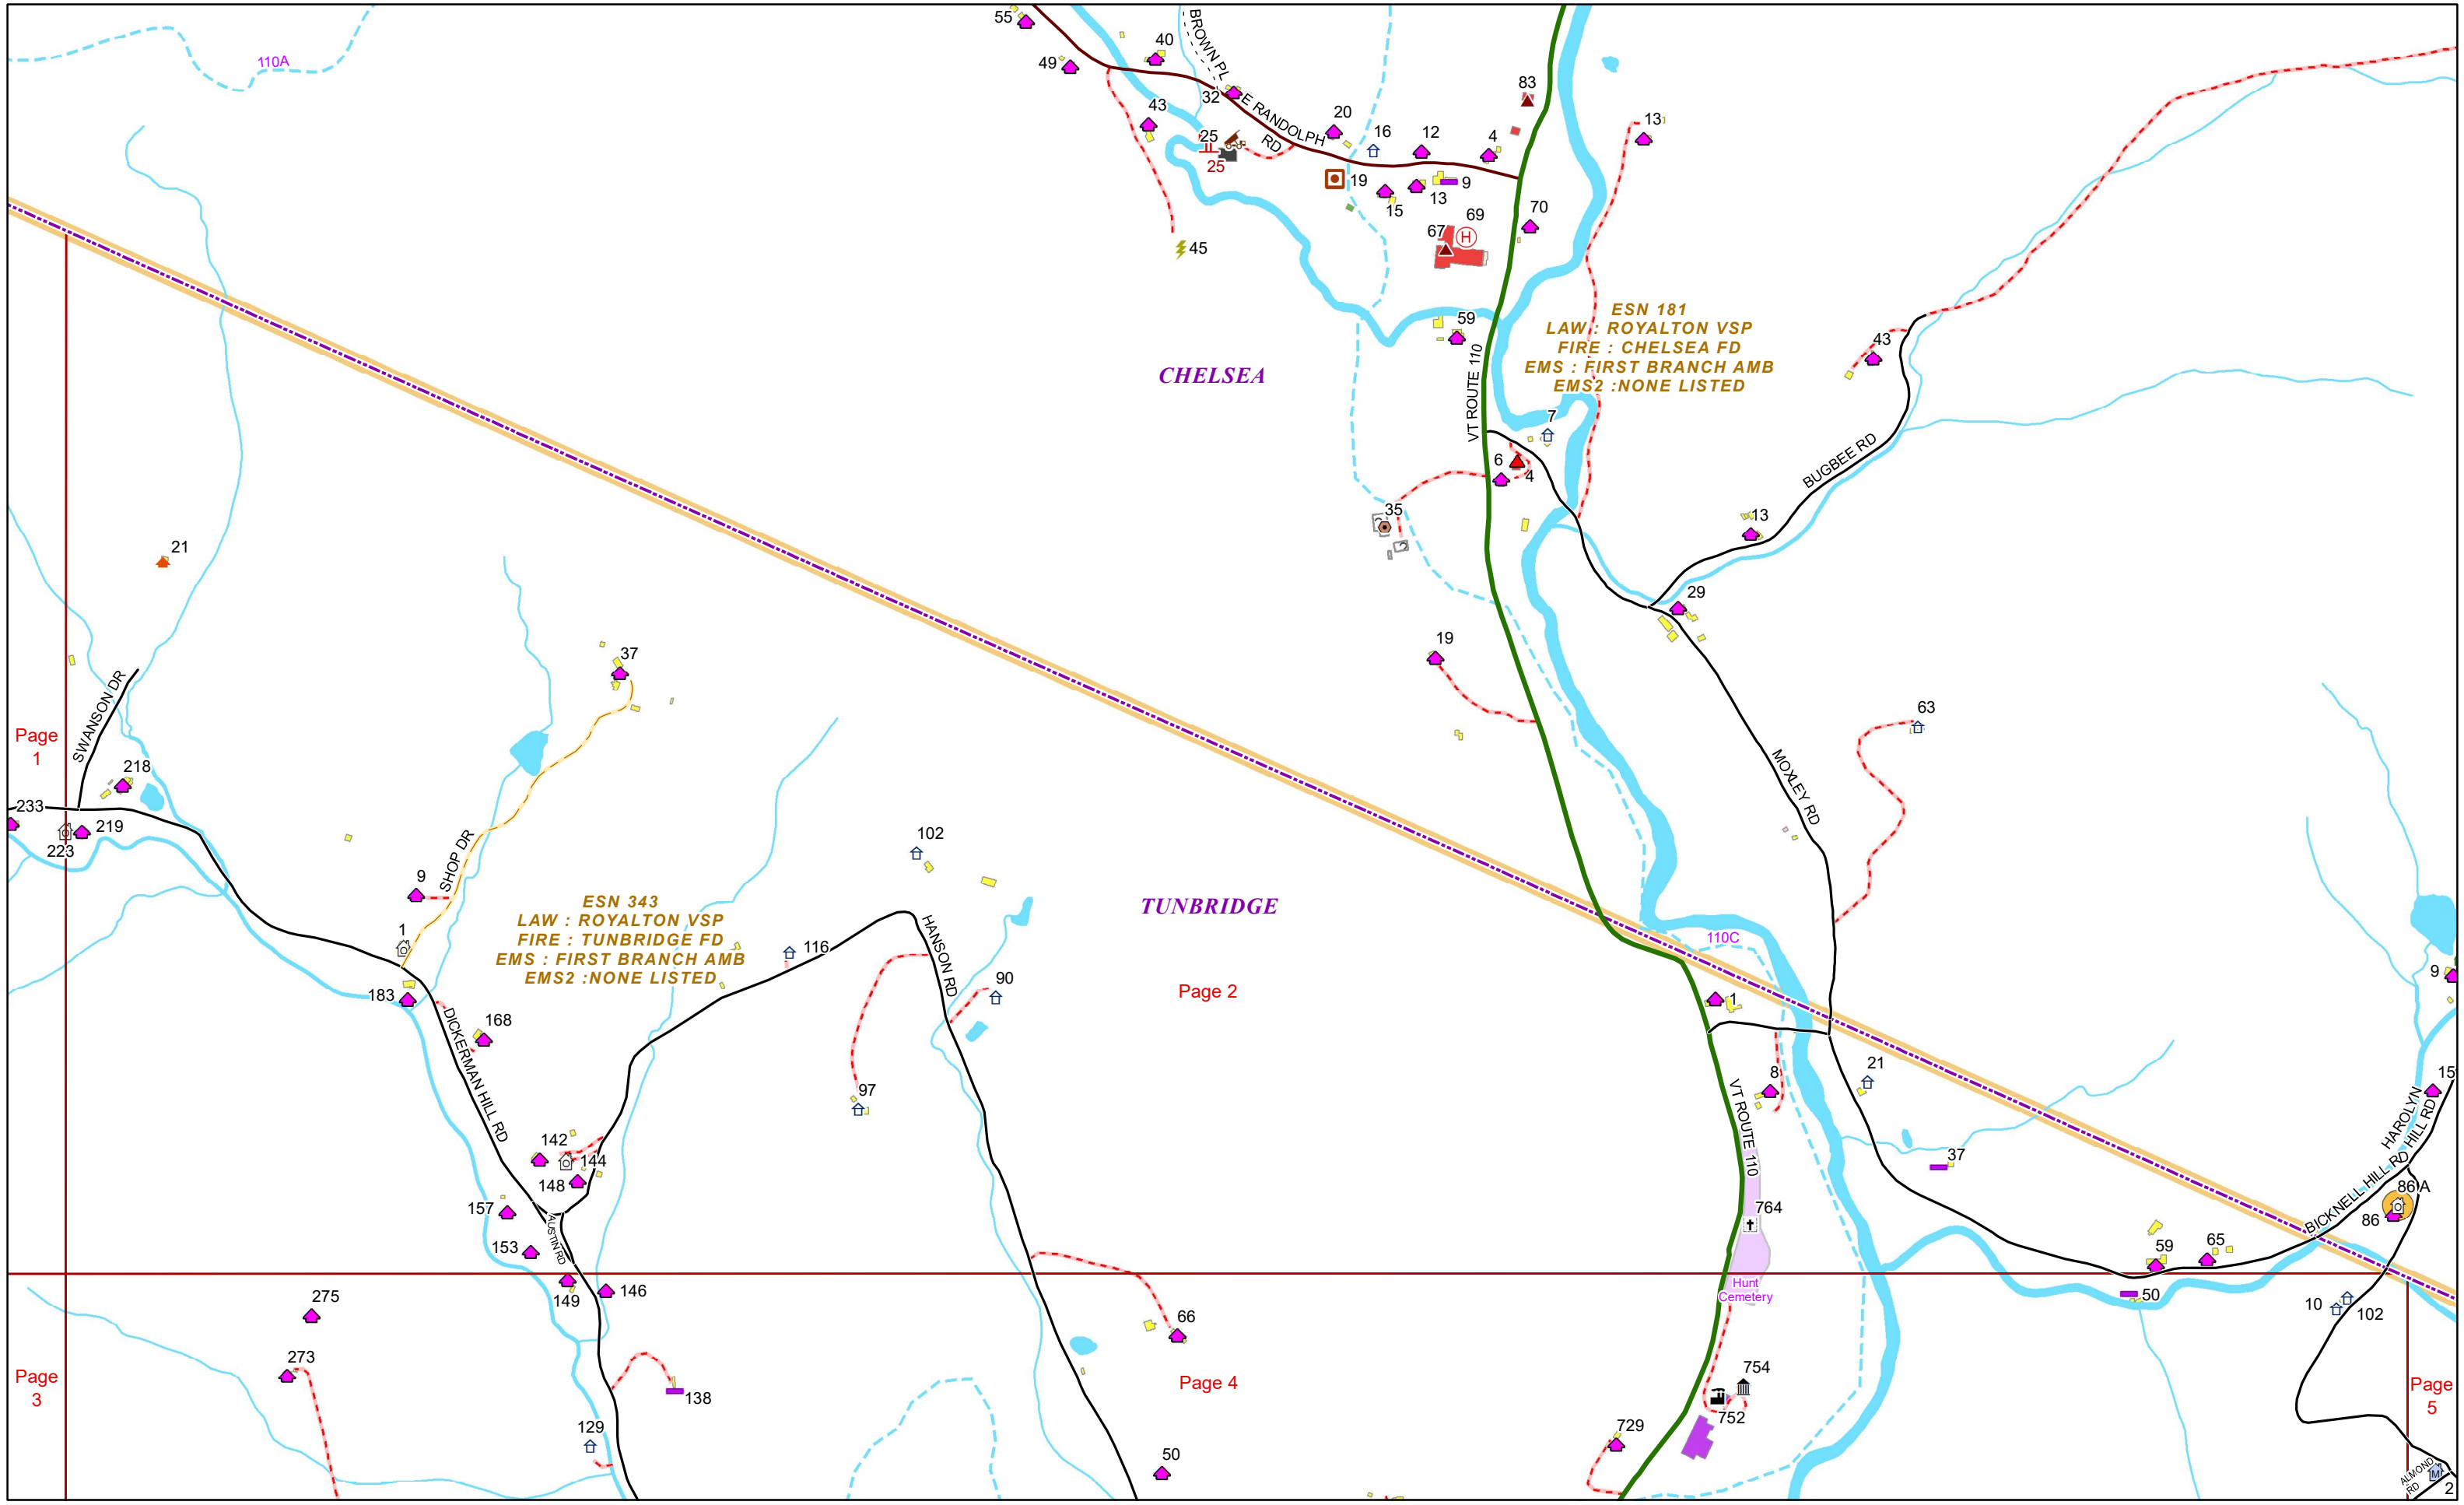 55
40
BROWN PL
110A
49
83
32
43
E RANDOLPH
RD
20
16
12
4
13
25
25
19
9
13
15
70
69
67
H
45
ESN 181
LAW : ROYALTON VSP
FIRE : CHELSEA FD
EMS : FIRST BRANCH AMB
EMS2 :NONE LISTED
59
43
VT ROUTE 110
CHELSEA
7
BUGBEE RD
6
4
35
13
21
29
19
37
63
SWANSON DR
Page
1
218
MOXLEY RD
233
219
223
102
SHOP DR
9
ESN 343
LAW : ROYALTON VSP
FIRE : TUNBRIDGE FD
EMS : FIRST BRANCH AMB
EMS2 :NONE LISTED
TUNBRIDGE
HANSON RD
1
116
110C
9
90
Page 2
183
1
168
DICKERMAN HILL RD
21
8
15
97
VT ROUTE 110
HAROLYN
HILL RD
142
144
148
37
BICKNELL HILL RD
86A
86
157
764
AUSTIN RD
153
59
65
Hunt
Cemetery
146
149
50
10
102
275
66
273
Page
3
Page 4
754
Page
5
138
752
729
129
50
ALMOND
RD
M
2